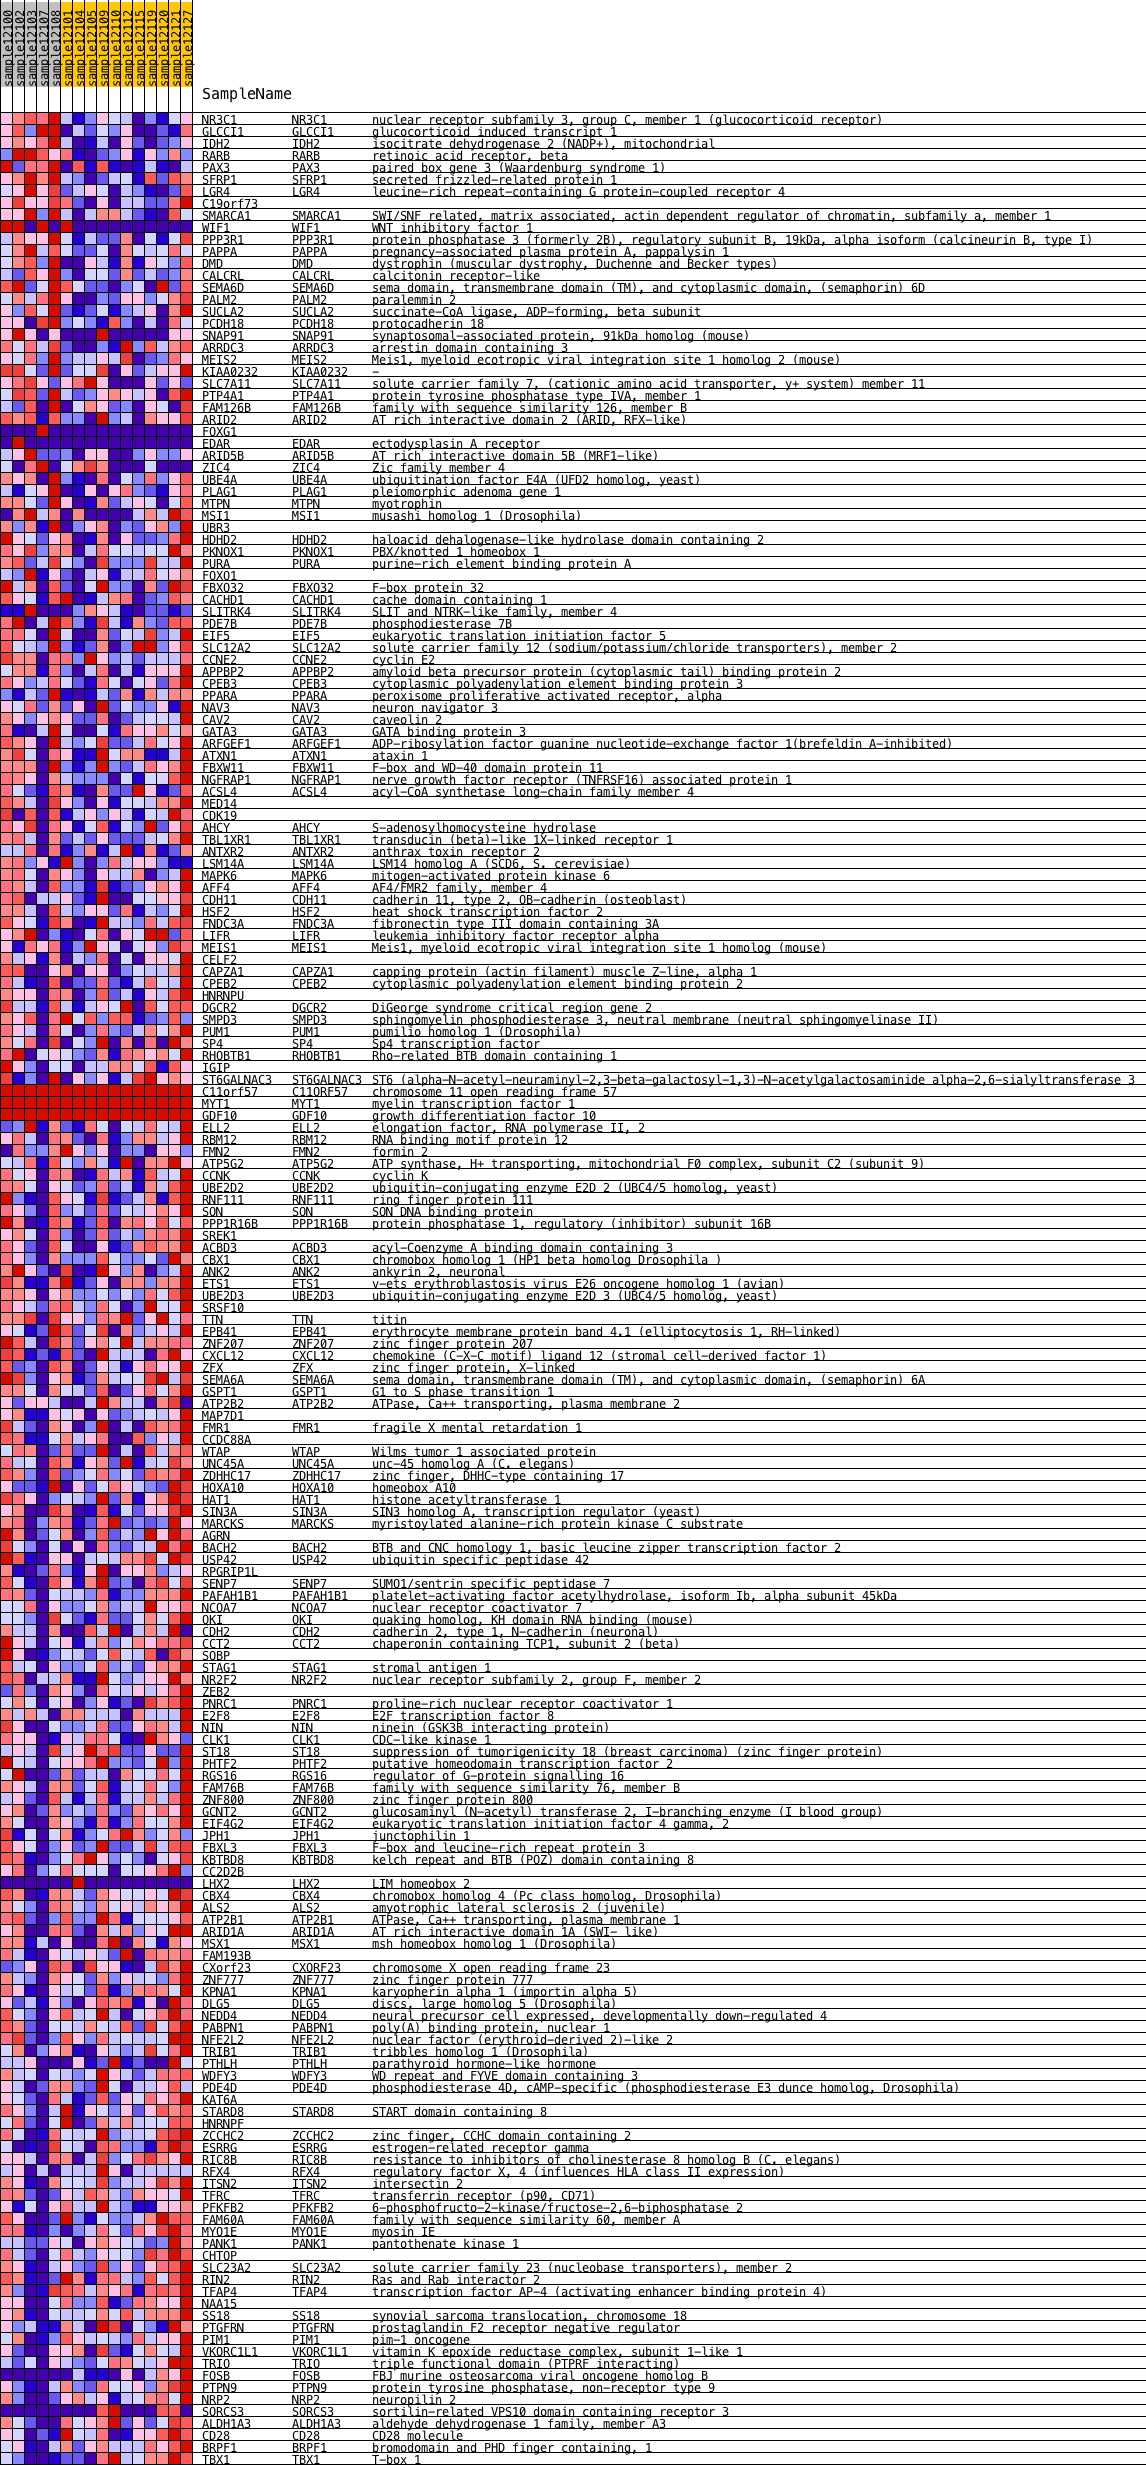 sample12100 sample12102 sample12103 sample12107 sample12108 sample12101 sample12104 sample12105 sample12109 sample12110 sample12112 sample12115 sample12119 sample12120 sample12121 sample12127
SampleName
NR3C1 NR3C1 nuclear receptor subfamily 3, group C, member 1 (glucocorticoid receptor)
GLCCI1 GLCCI1 glucocorticoid induced transcript 1
IDH2 IDH2 isocitrate dehydrogenase 2 (NADP+), mitochondrial
RARB RARB retinoic acid receptor, beta
PAX3 PAX3 paired box gene 3 (Waardenburg syndrome 1)
SFRP1 SFRP1 secreted frizzled-related protein 1
LGR4 LGR4 leucine-rich repeat-containing G protein-coupled receptor 4
C19orf73
SMARCA1 SMARCA1 SWI/SNF related, matrix associated, actin dependent regulator of chromatin, subfamily a, member 1
WIF1 WIF1 WNT inhibitory factor 1
PPP3R1 PPP3R1 protein phosphatase 3 (formerly 2B), regulatory subunit B, 19kDa, alpha isoform (calcineurin B, type I)
PAPPA PAPPA pregnancy-associated plasma protein A, pappalysin 1
DMD DMD dystrophin (muscular dystrophy, Duchenne and Becker types)
CALCRL CALCRL calcitonin receptor-like
SEMA6D SEMA6D sema domain, transmembrane domain (TM), and cytoplasmic domain, (semaphorin) 6D
PALM2 PALM2 paralemmin 2
SUCLA2 SUCLA2 succinate-CoA ligase, ADP-forming, beta subunit
PCDH18 PCDH18 protocadherin 18
SNAP91 SNAP91 synaptosomal-associated protein, 91kDa homolog (mouse)
ARRDC3 ARRDC3 arrestin domain containing 3
MEIS2 MEIS2 Meis1, myeloid ecotropic viral integration site 1 homolog 2 (mouse)
KIAA0232 KIAA0232 -
SLC7A11 SLC7A11 solute carrier family 7, (cationic amino acid transporter, y+ system) member 11
PTP4A1 PTP4A1 protein tyrosine phosphatase type IVA, member 1
FAM126B FAM126B family with sequence similarity 126, member B
ARID2 ARID2 AT rich interactive domain 2 (ARID, RFX-like)
FOXG1
EDAR EDAR ectodysplasin A receptor
ARID5B ARID5B AT rich interactive domain 5B (MRF1-like)
ZIC4 ZIC4 Zic family member 4
UBE4A UBE4A ubiquitination factor E4A (UFD2 homolog, yeast)
PLAG1 PLAG1 pleiomorphic adenoma gene 1
MTPN MTPN myotrophin
MSI1 MSI1 musashi homolog 1 (Drosophila)
UBR3
HDHD2 HDHD2 haloacid dehalogenase-like hydrolase domain containing 2
PKNOX1 PKNOX1 PBX/knotted 1 homeobox 1
PURA PURA purine-rich element binding protein A
FOXO1
FBXO32 FBXO32 F-box protein 32
CACHD1 CACHD1 cache domain containing 1
SLITRK4 SLITRK4 SLIT and NTRK-like family, member 4
PDE7B PDE7B phosphodiesterase 7B
EIF5 EIF5 eukaryotic translation initiation factor 5
SLC12A2 SLC12A2 solute carrier family 12 (sodium/potassium/chloride transporters), member 2
CCNE2 CCNE2 cyclin E2
APPBP2 APPBP2 amyloid beta precursor protein (cytoplasmic tail) binding protein 2
CPEB3 CPEB3 cytoplasmic polyadenylation element binding protein 3
PPARA PPARA peroxisome proliferative activated receptor, alpha
NAV3 NAV3 neuron navigator 3
CAV2 CAV2 caveolin 2
GATA3 GATA3 GATA binding protein 3
ARFGEF1 ARFGEF1 ADP-ribosylation factor guanine nucleotide-exchange factor 1(brefeldin A-inhibited)
ATXN1 ATXN1 ataxin 1
FBXW11 FBXW11 F-box and WD-40 domain protein 11
NGFRAP1 NGFRAP1 nerve growth factor receptor (TNFRSF16) associated protein 1
ACSL4 ACSL4 acyl-CoA synthetase long-chain family member 4
MED14
CDK19
AHCY AHCY S-adenosylhomocysteine hydrolase
TBL1XR1 TBL1XR1 transducin (beta)-like 1X-linked receptor 1
ANTXR2 ANTXR2 anthrax toxin receptor 2
LSM14A LSM14A LSM14 homolog A (SCD6, S. cerevisiae)
MAPK6 MAPK6 mitogen-activated protein kinase 6
AFF4 AFF4 AF4/FMR2 family, member 4
CDH11 CDH11 cadherin 11, type 2, OB-cadherin (osteoblast)
HSF2 HSF2 heat shock transcription factor 2
FNDC3A FNDC3A fibronectin type III domain containing 3A
LIFR LIFR leukemia inhibitory factor receptor alpha
MEIS1 MEIS1 Meis1, myeloid ecotropic viral integration site 1 homolog (mouse)
CELF2
CAPZA1 CAPZA1 capping protein (actin filament) muscle Z-line, alpha 1
CPEB2 CPEB2 cytoplasmic polyadenylation element binding protein 2
HNRNPU
DGCR2 DGCR2 DiGeorge syndrome critical region gene 2
SMPD3 SMPD3 sphingomyelin phosphodiesterase 3, neutral membrane (neutral sphingomyelinase II)
PUM1 PUM1 pumilio homolog 1 (Drosophila)
SP4 SP4 Sp4 transcription factor
RHOBTB1 RHOBTB1 Rho-related BTB domain containing 1
IGIP
ST6GALNAC3 ST6GALNAC3 ST6 (alpha-N-acetyl-neuraminyl-2,3-beta-galactosyl-1,3)-N-acetylgalactosaminide alpha-2,6-sialyltransferase 3
C11orf57 C11ORF57 chromosome 11 open reading frame 57
MYT1 MYT1 myelin transcription factor 1
GDF10 GDF10 growth differentiation factor 10
ELL2 ELL2 elongation factor, RNA polymerase II, 2
RBM12 RBM12 RNA binding motif protein 12
FMN2 FMN2 formin 2
ATP5G2 ATP5G2 ATP synthase, H+ transporting, mitochondrial F0 complex, subunit C2 (subunit 9)
CCNK CCNK cyclin K
UBE2D2 UBE2D2 ubiquitin-conjugating enzyme E2D 2 (UBC4/5 homolog, yeast)
RNF111 RNF111 ring finger protein 111
SON SON SON DNA binding protein
PPP1R16B PPP1R16B protein phosphatase 1, regulatory (inhibitor) subunit 16B
SREK1
ACBD3 ACBD3 acyl-Coenzyme A binding domain containing 3
CBX1 CBX1 chromobox homolog 1 (HP1 beta homolog Drosophila )
ANK2 ANK2 ankyrin 2, neuronal
ETS1 ETS1 v-ets erythroblastosis virus E26 oncogene homolog 1 (avian)
UBE2D3 UBE2D3 ubiquitin-conjugating enzyme E2D 3 (UBC4/5 homolog, yeast)
SRSF10
TTN TTN titin
EPB41 EPB41 erythrocyte membrane protein band 4.1 (elliptocytosis 1, RH-linked)
ZNF207 ZNF207 zinc finger protein 207
CXCL12 CXCL12 chemokine (C-X-C motif) ligand 12 (stromal cell-derived factor 1)
ZFX ZFX zinc finger protein, X-linked
SEMA6A SEMA6A sema domain, transmembrane domain (TM), and cytoplasmic domain, (semaphorin) 6A
GSPT1 GSPT1 G1 to S phase transition 1
ATP2B2 ATP2B2 ATPase, Ca++ transporting, plasma membrane 2
MAP7D1
FMR1 FMR1 fragile X mental retardation 1
CCDC88A
WTAP WTAP Wilms tumor 1 associated protein
UNC45A UNC45A unc-45 homolog A (C. elegans)
ZDHHC17 ZDHHC17 zinc finger, DHHC-type containing 17
HOXA10 HOXA10 homeobox A10
HAT1 HAT1 histone acetyltransferase 1
SIN3A SIN3A SIN3 homolog A, transcription regulator (yeast)
MARCKS MARCKS myristoylated alanine-rich protein kinase C substrate
AGRN
BACH2 BACH2 BTB and CNC homology 1, basic leucine zipper transcription factor 2
USP42 USP42 ubiquitin specific peptidase 42
RPGRIP1L
SENP7 SENP7 SUMO1/sentrin specific peptidase 7
PAFAH1B1 PAFAH1B1 platelet-activating factor acetylhydrolase, isoform Ib, alpha subunit 45kDa
NCOA7 NCOA7 nuclear receptor coactivator 7
QKI QKI quaking homolog, KH domain RNA binding (mouse)
CDH2 CDH2 cadherin 2, type 1, N-cadherin (neuronal)
CCT2 CCT2 chaperonin containing TCP1, subunit 2 (beta)
SOBP
STAG1 STAG1 stromal antigen 1
NR2F2 NR2F2 nuclear receptor subfamily 2, group F, member 2
ZEB2
PNRC1 PNRC1 proline-rich nuclear receptor coactivator 1
E2F8 E2F8 E2F transcription factor 8
NIN NIN ninein (GSK3B interacting protein)
CLK1 CLK1 CDC-like kinase 1
ST18 ST18 suppression of tumorigenicity 18 (breast carcinoma) (zinc finger protein)
PHTF2 PHTF2 putative homeodomain transcription factor 2
RGS16 RGS16 regulator of G-protein signalling 16
FAM76B FAM76B family with sequence similarity 76, member B
ZNF800 ZNF800 zinc finger protein 800
GCNT2 GCNT2 glucosaminyl (N-acetyl) transferase 2, I-branching enzyme (I blood group)
EIF4G2 EIF4G2 eukaryotic translation initiation factor 4 gamma, 2
JPH1 JPH1 junctophilin 1
FBXL3 FBXL3 F-box and leucine-rich repeat protein 3
KBTBD8 KBTBD8 kelch repeat and BTB (POZ) domain containing 8
CC2D2B
LHX2 LHX2 LIM homeobox 2
CBX4 CBX4 chromobox homolog 4 (Pc class homolog, Drosophila)
ALS2 ALS2 amyotrophic lateral sclerosis 2 (juvenile)
ATP2B1 ATP2B1 ATPase, Ca++ transporting, plasma membrane 1
ARID1A ARID1A AT rich interactive domain 1A (SWI- like)
MSX1 MSX1 msh homeobox homolog 1 (Drosophila)
FAM193B
CXorf23 CXORF23 chromosome X open reading frame 23
ZNF777 ZNF777 zinc finger protein 777
KPNA1 KPNA1 karyopherin alpha 1 (importin alpha 5)
DLG5 DLG5 discs, large homolog 5 (Drosophila)
NEDD4 NEDD4 neural precursor cell expressed, developmentally down-regulated 4
PABPN1 PABPN1 poly(A) binding protein, nuclear 1
NFE2L2 NFE2L2 nuclear factor (erythroid-derived 2)-like 2
TRIB1 TRIB1 tribbles homolog 1 (Drosophila)
PTHLH PTHLH parathyroid hormone-like hormone
WDFY3 WDFY3 WD repeat and FYVE domain containing 3
PDE4D PDE4D phosphodiesterase 4D, cAMP-specific (phosphodiesterase E3 dunce homolog, Drosophila)
KAT6A
STARD8 STARD8 START domain containing 8
HNRNPF
ZCCHC2 ZCCHC2 zinc finger, CCHC domain containing 2
ESRRG ESRRG estrogen-related receptor gamma
RIC8B RIC8B resistance to inhibitors of cholinesterase 8 homolog B (C. elegans)
RFX4 RFX4 regulatory factor X, 4 (influences HLA class II expression)
ITSN2 ITSN2 intersectin 2
TFRC TFRC transferrin receptor (p90, CD71)
PFKFB2 PFKFB2 6-phosphofructo-2-kinase/fructose-2,6-biphosphatase 2
FAM60A FAM60A family with sequence similarity 60, member A
MYO1E MYO1E myosin IE
PANK1 PANK1 pantothenate kinase 1
CHTOP
SLC23A2 SLC23A2 solute carrier family 23 (nucleobase transporters), member 2
RIN2 RIN2 Ras and Rab interactor 2
TFAP4 TFAP4 transcription factor AP-4 (activating enhancer binding protein 4)
NAA15
SS18 SS18 synovial sarcoma translocation, chromosome 18
PTGFRN PTGFRN prostaglandin F2 receptor negative regulator
PIM1 PIM1 pim-1 oncogene
VKORC1L1 VKORC1L1 vitamin K epoxide reductase complex, subunit 1-like 1
TRIO TRIO triple functional domain (PTPRF interacting)
FOSB FOSB FBJ murine osteosarcoma viral oncogene homolog B
PTPN9 PTPN9 protein tyrosine phosphatase, non-receptor type 9
NRP2 NRP2 neuropilin 2
SORCS3 SORCS3 sortilin-related VPS10 domain containing receptor 3
ALDH1A3 ALDH1A3 aldehyde dehydrogenase 1 family, member A3
CD28 CD28 CD28 molecule
BRPF1 BRPF1 bromodomain and PHD finger containing, 1
TBX1 TBX1 T-box 1